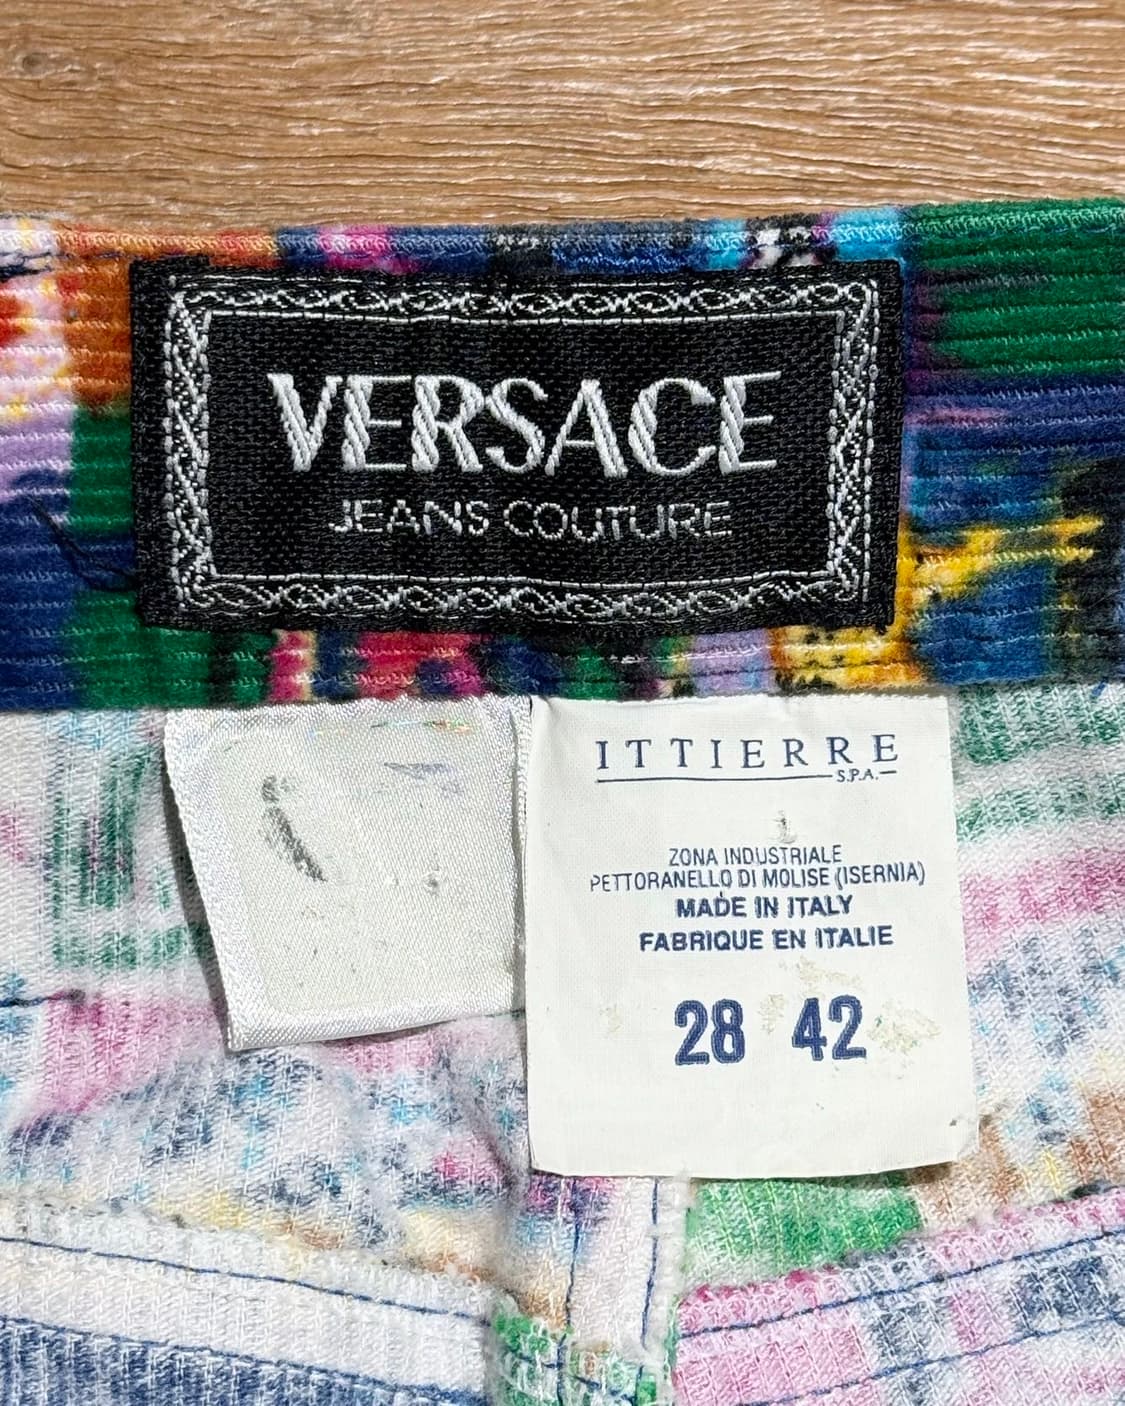 VERSACE
JEANS COUTURE
ITTIERRE
S.P.A.
ZONA INDUSTRIALE
PETTORANELLO DI MOLISE (ISERNIA)
MADE IN ITALY
FABRIQUE EN ITALIE
28 42